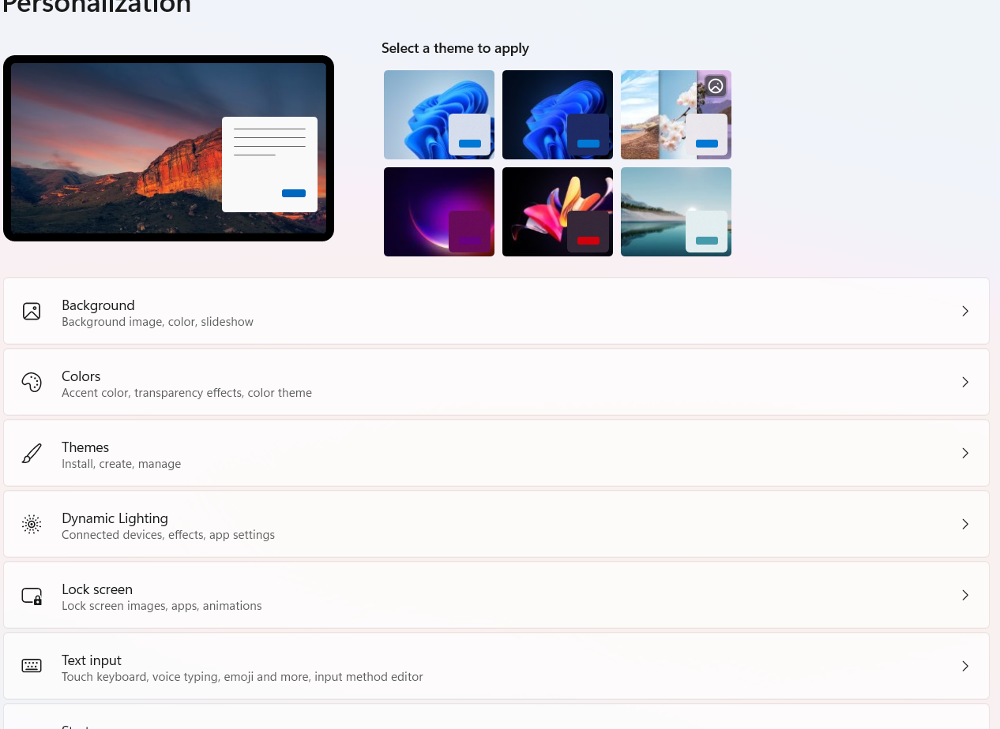 Personalization
Select a theme to apply
Background
Background image, color, slideshow
Colors
Accent color, transparency effects, color theme
Themes
Install, create, manage
Dynamic Lighting
Connected devices, effects, app settings
Lock screen
Lock screen images, apps, animations
Text input
Touch keyboard, voice typing, emoji and more, input method editor